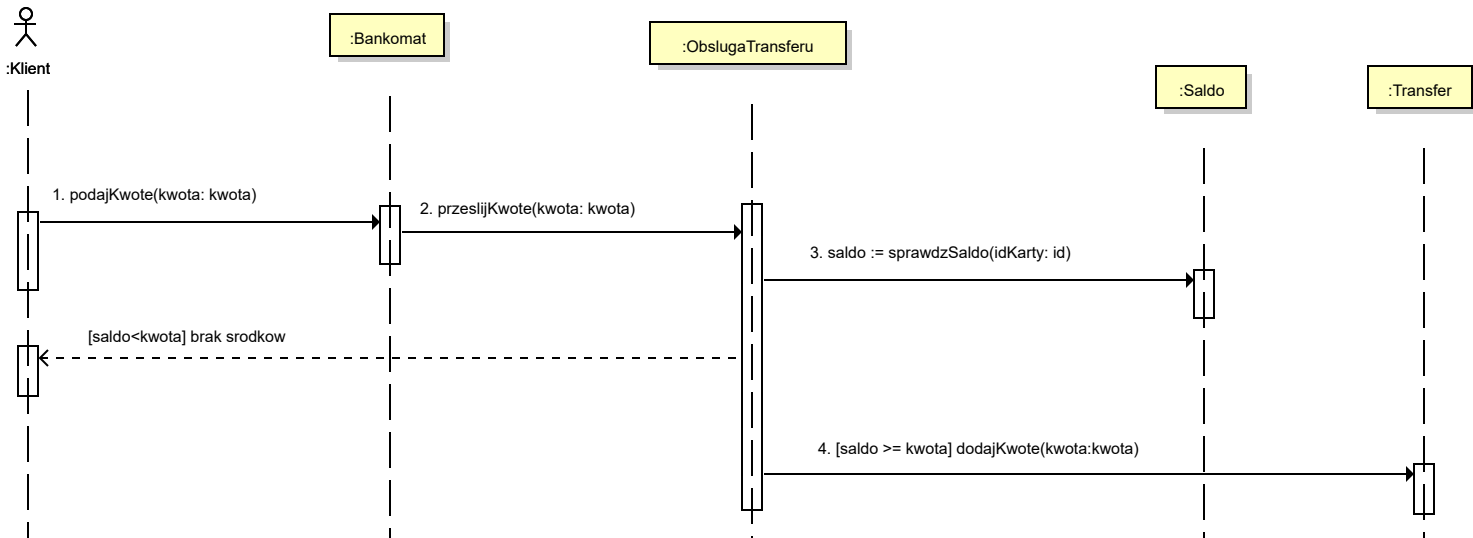 :Klient
:Bankomat
:ObslugaTransferu
:Saldo
:Transfer
1. podajKwote(kwota: kwota)
2. przeslijKwote(kwota: kwota)
3. saldo := sprawdzSaldo(idKarty: id)
[saldo<kwota] brak srodkow
4. [saldo >= kwota] dodajKwote(kwota:kwota)